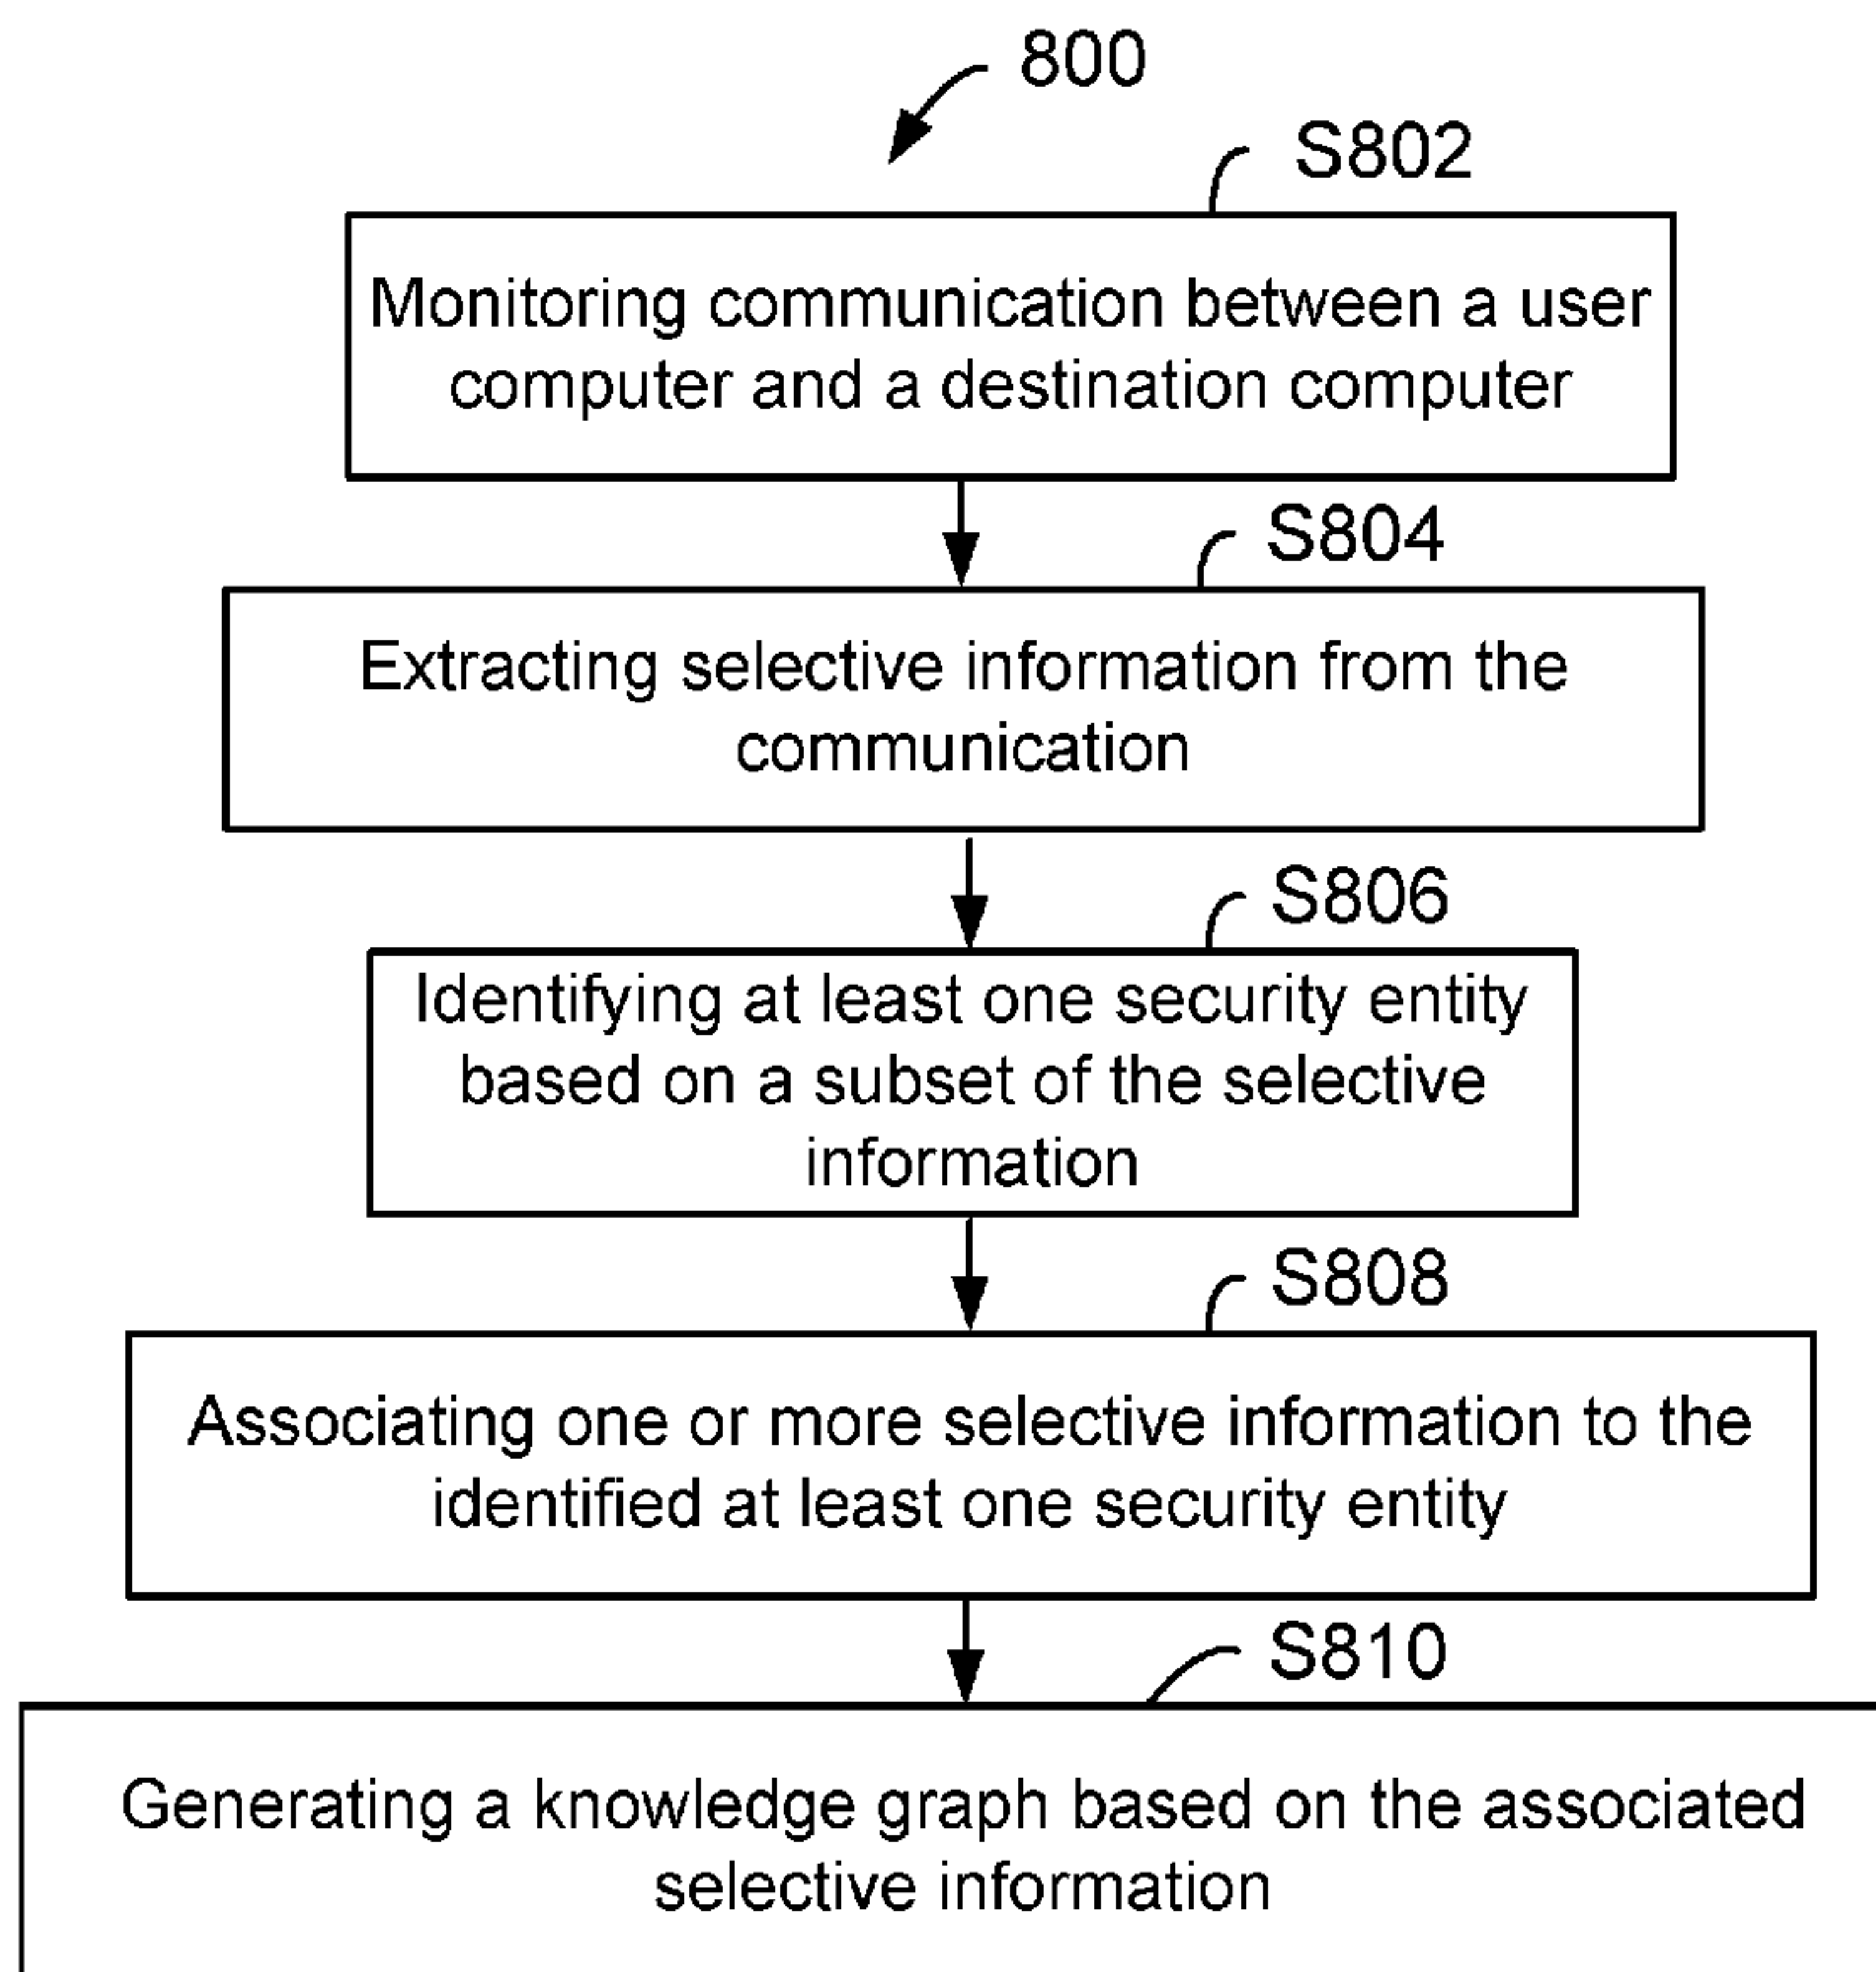 800
S802
Monitoring communication between a user
computer and a destination computer
S804
Extracting selective information from the
communication
S806
Identifying at least one security entity
based on a subset of the selective
information
S808
Associating one or more selective information to the
identified at least one security entity
S810
Generating a knowledge graph based on the associated
selective information